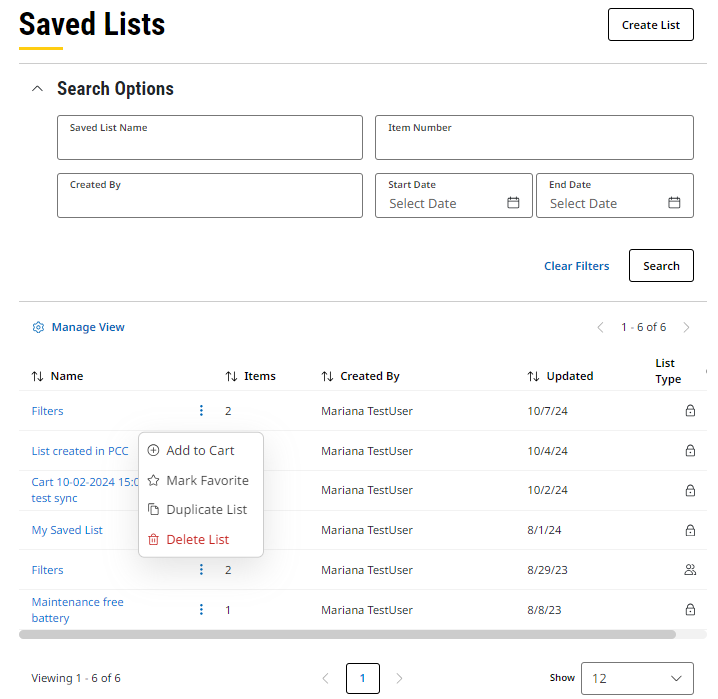 Saved Lists
Create List
Search Options
Saved List Name
Item Number
Created By
Start Date
Select Date
End Date
Select Date
Clear Filters
Search
Manage View
1 - 6 of 6
Name
Items
Created By
Updated
List
Type
Filters
2
Mariana TestUser
10/7/24
List created in PCC
Mariana TestUser
10/4/24
Cart 10-02-2024 15:0
test sync
Mariana TestUser
10/2/24
My Saved List
Mariana TestUser
8/1/24
Add to Cart
Mark Favorite
Duplicate List
Delete List
Filters
2
Mariana TestUser
8/29/23
Maintenance free
battery
1
Mariana TestUser
8/8/23
Viewing 1 - 6 of 6
1
Show
12